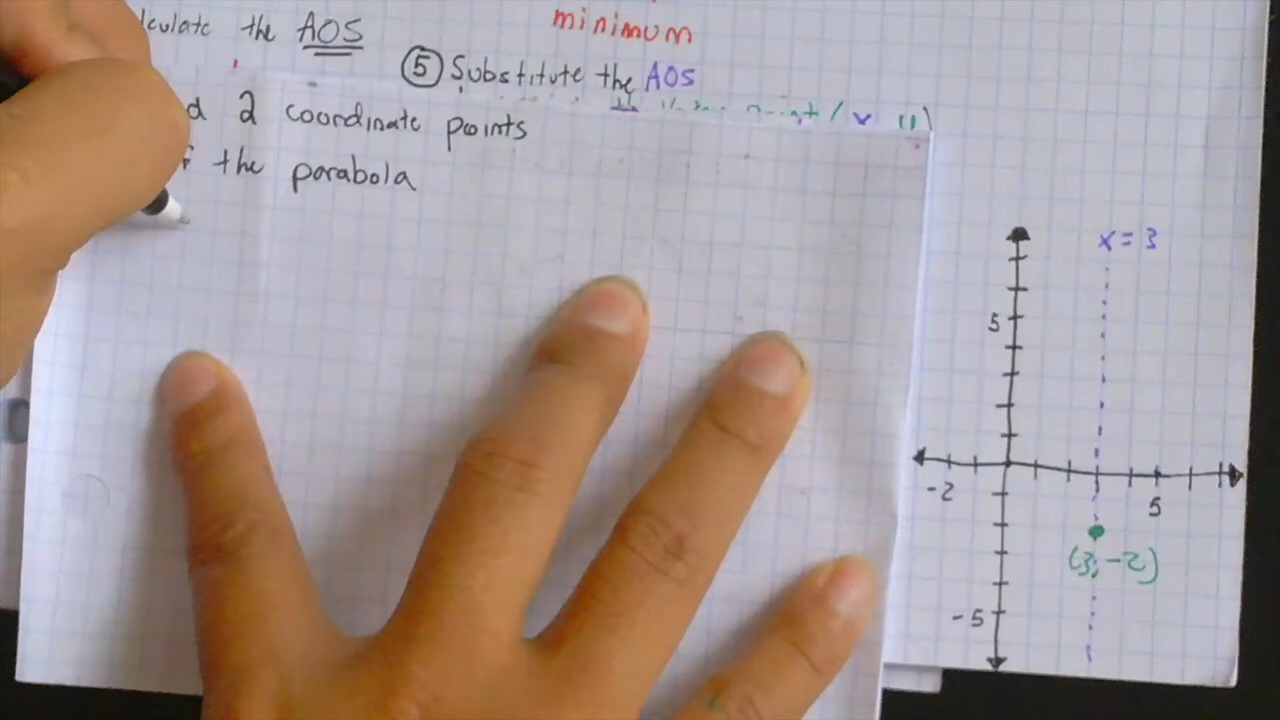 the AOS
minimum
5 Substitute the AOS
2 coordinate points
the parabola
x = 3
5
-2
5
(3, -2)
-5